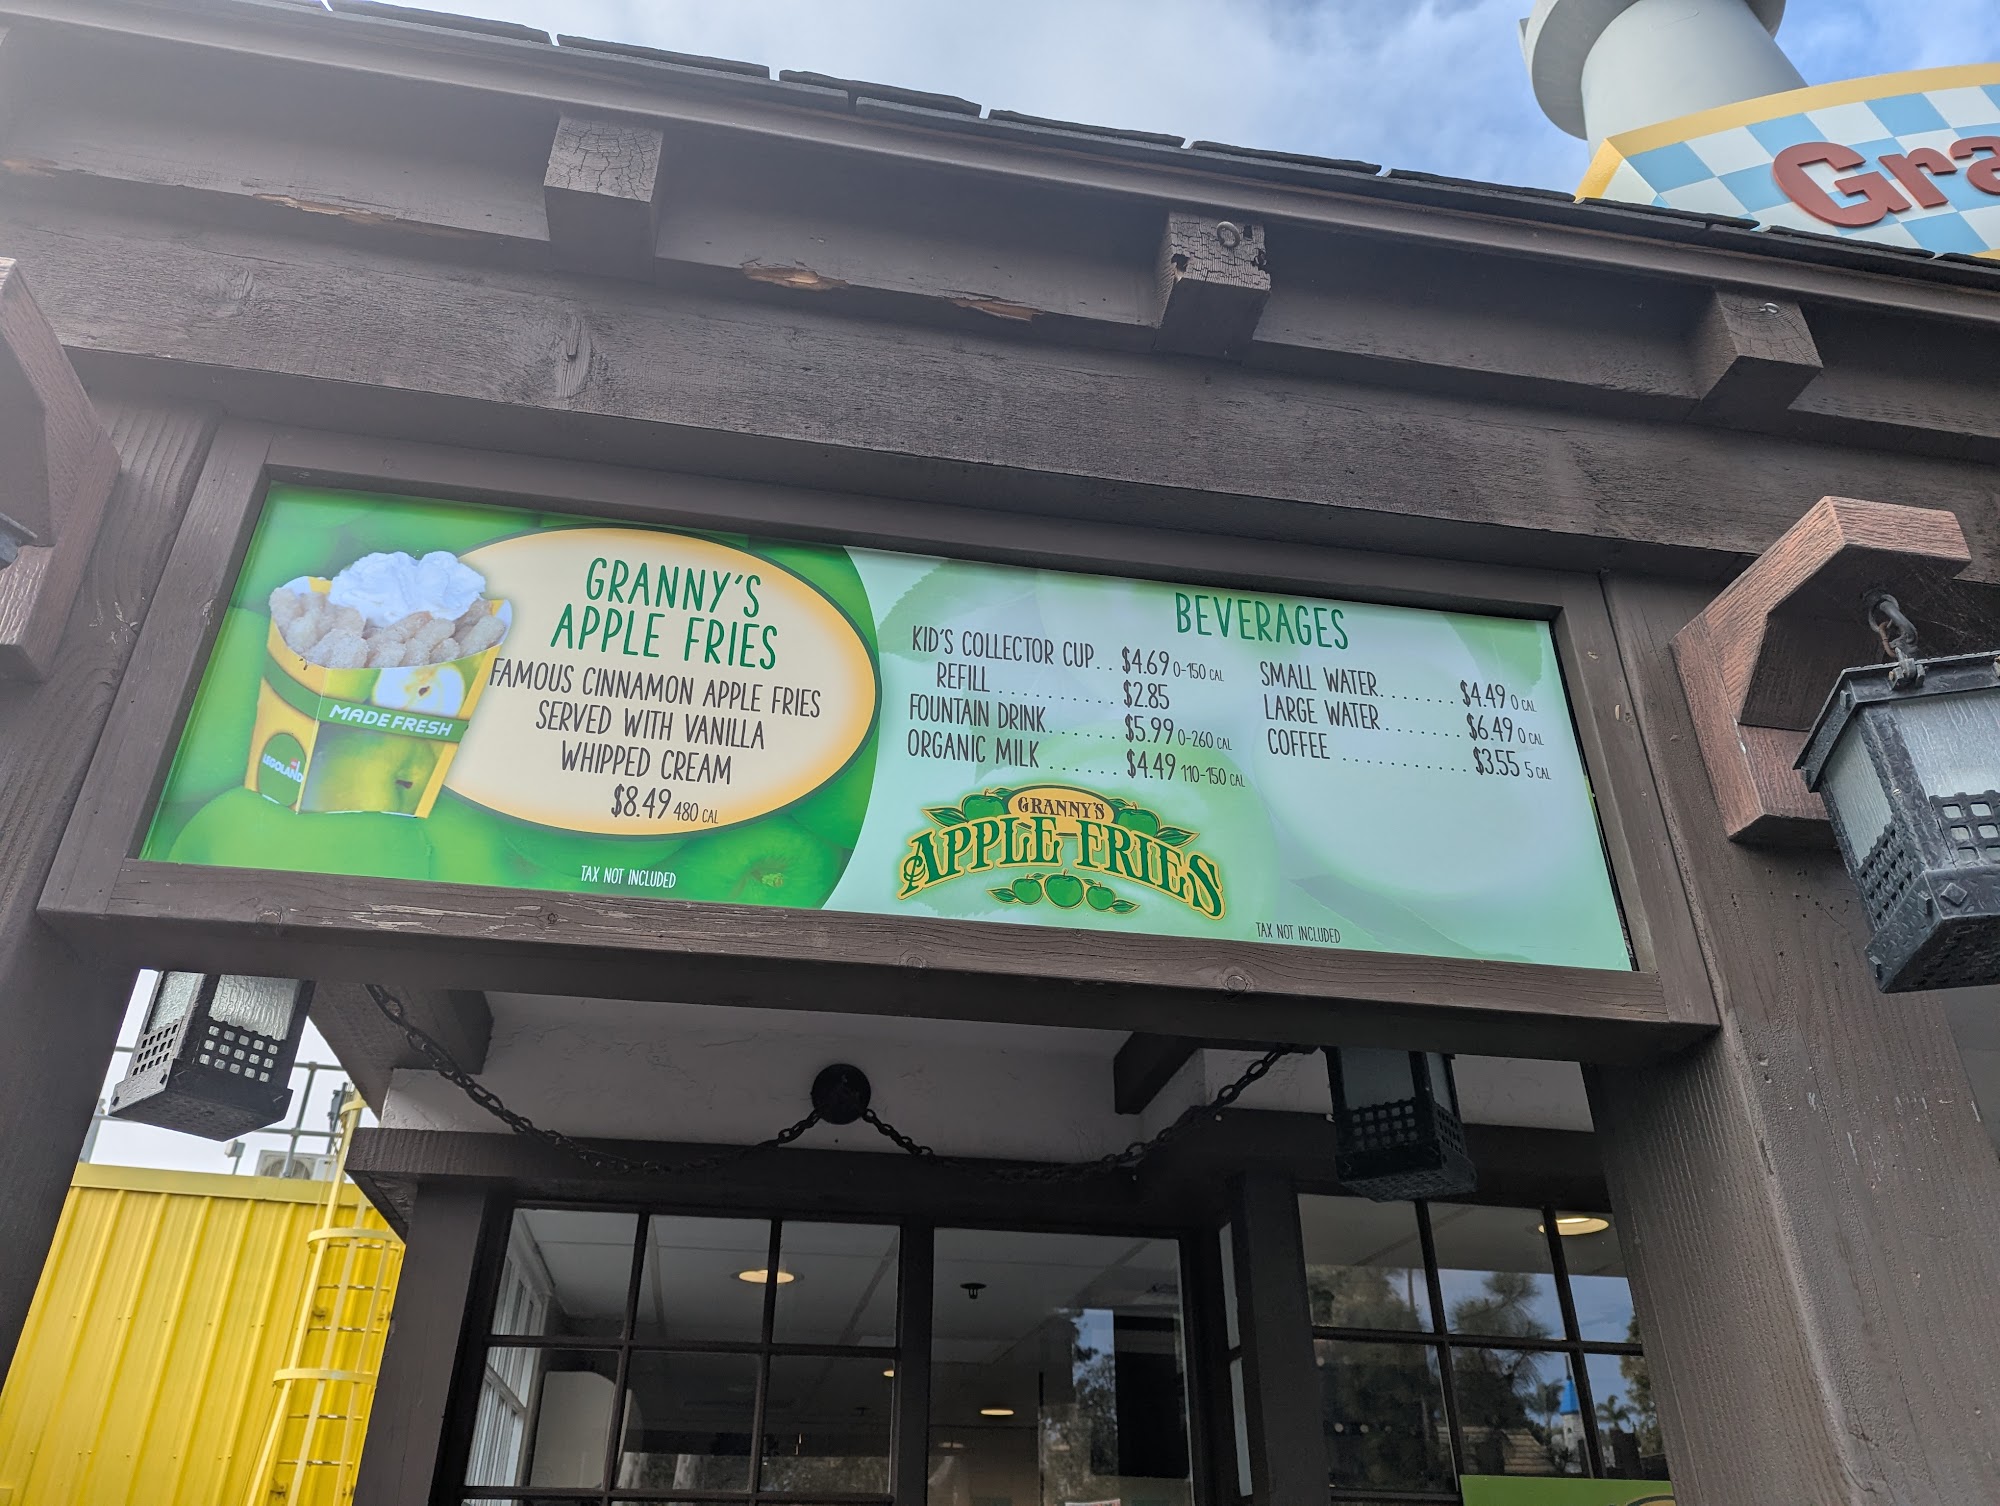 Gra
GRANNY'S
APPLE FRIES
FAMOUS CINNAMON APPLE FRIES
SERVED WITH VANILLA
WHIPPED CREAM
$8.49 480 CAL
TAX NOT INCLUDED
MADE FRESH
LEGOLAND
BEVERAGES
KID'S COLLECTOR CUP.. $4.69 0-150 CAL
REFILL .......... $2.85
FOUNTAIN DRINK....... $5.99 0-260 CAL
ORGANIC MILK ...... $4.49 110-150 CAL
SMALL WATER....... $4.49 0 CAL
LARGE WATER........ $6.49 0 CAL
COFFEE ............ $3.55 5 CAL
GRANNY'S
APPLE FRIES
TAX NOT INCLUDED